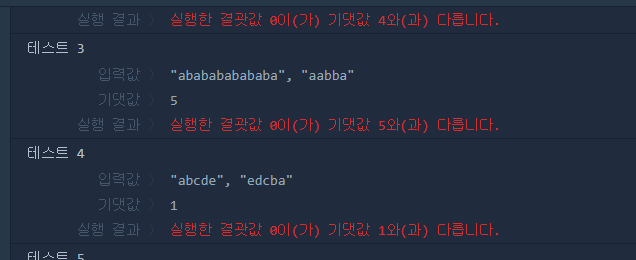 실행 결과 〉 실행한 결괏값 0이(가) 기댓값 4와(과) 다릅니다.
테스트 3
입력값 〉 "abababababaaba", "aabba"
기댓값 〉 5
실행 결과 〉 실행한 결괏값 0이(가) 기댓값 5와(과) 다릅니다.
테스트 4
입력값 〉 "abcde", "edcba"
기댓값 〉 1
실행 결과 〉 실행한 결괏값 0이(가) 기댓값 1와(과) 다릅니다.
테스트 5